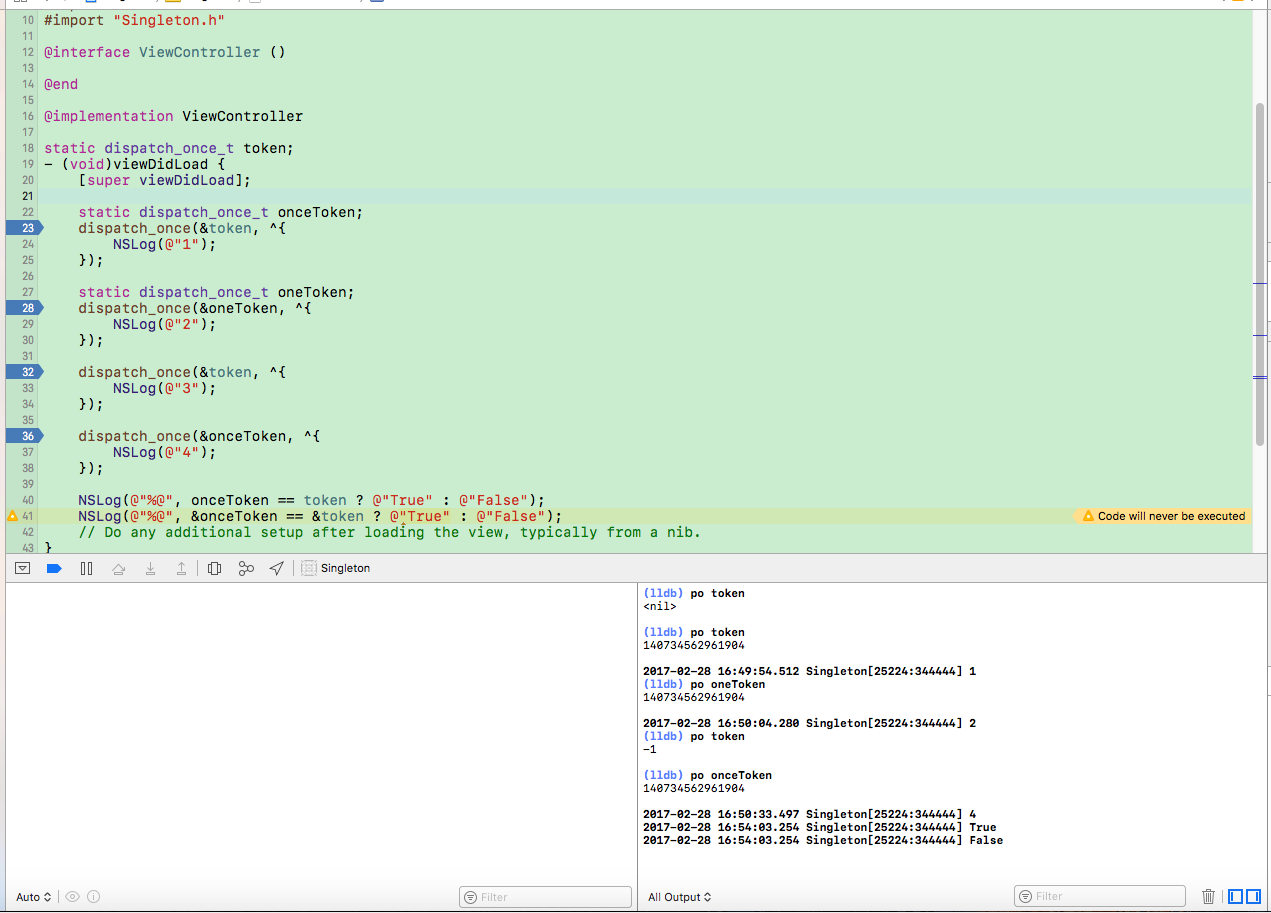 10 #import "Singleton.h"
11
12 @interface ViewController ()
13
14 @end
15
16 @implementation ViewController
17
18 static dispatch_once_t token;
19 - (void)viewDidLoad {
20     [super viewDidLoad];
21
22     static dispatch_once_t onceToken;
23     dispatch_once(&token, ^{
24         NSLog(@"1");
25     });
26
27     static dispatch_once_t oneToken;
28     dispatch_once(&oneToken, ^{
29         NSLog(@"2");
30     });
31
32     dispatch_once(&token, ^{
33         NSLog(@"3");
34     });
35
36     dispatch_once(&onceToken, ^{
37         NSLog(@"4");
38     });
39
40     NSLog(@"%@", onceToken == token ? @"True" : @"False");
41     NSLog(@"%@", &onceToken == &token ? @"True" : @"False"); Code will never be executed
42     // Do any additional setup after loading the view, typically from a nib.
43 }
Singleton
(lldb) po token
<nil>
(lldb) po token
140734562961904
2017-02-28 16:49:54.512 Singleton[25224:344444] 1
(lldb) po oneToken
140734562961904
2017-02-28 16:50:04.280 Singleton[25224:344444] 2
(lldb) po token
-1
(lldb) po onceToken
140734562961904
2017-02-28 16:50:33.497 Singleton[25224:344444] 4
2017-02-28 16:54:03.254 Singleton[25224:344444] True
2017-02-28 16:54:03.254 Singleton[25224:344444] False
Auto Filter All Output Filter